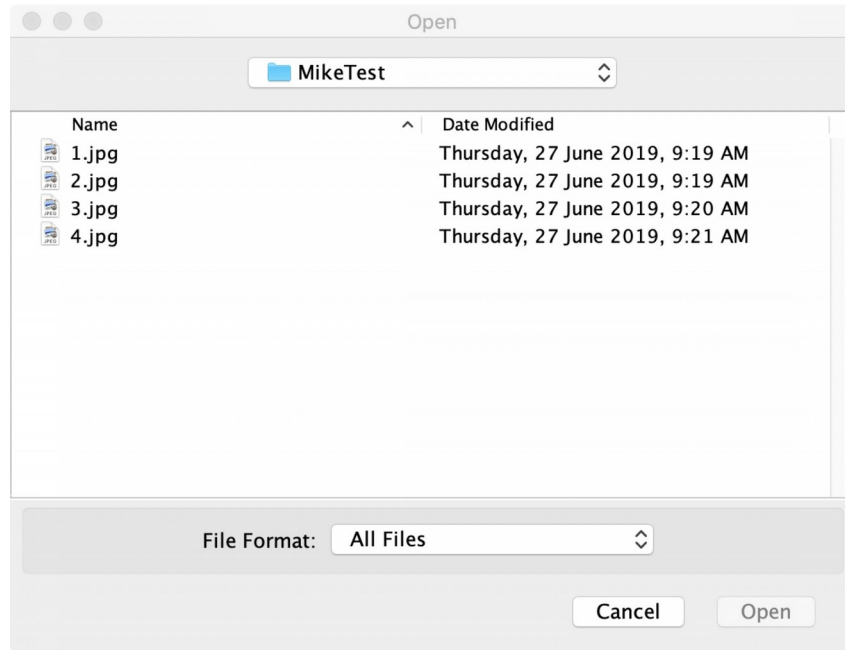 Open
MikeTest
Name Date Modified
1.jpg Thursday, 27 June 2019, 9:19 AM
2.jpg Thursday, 27 June 2019, 9:19 AM
3.jpg Thursday, 27 June 2019, 9:20 AM
4.jpg Thursday, 27 June 2019, 9:21 AM
File Format: All Files
Cancel Open